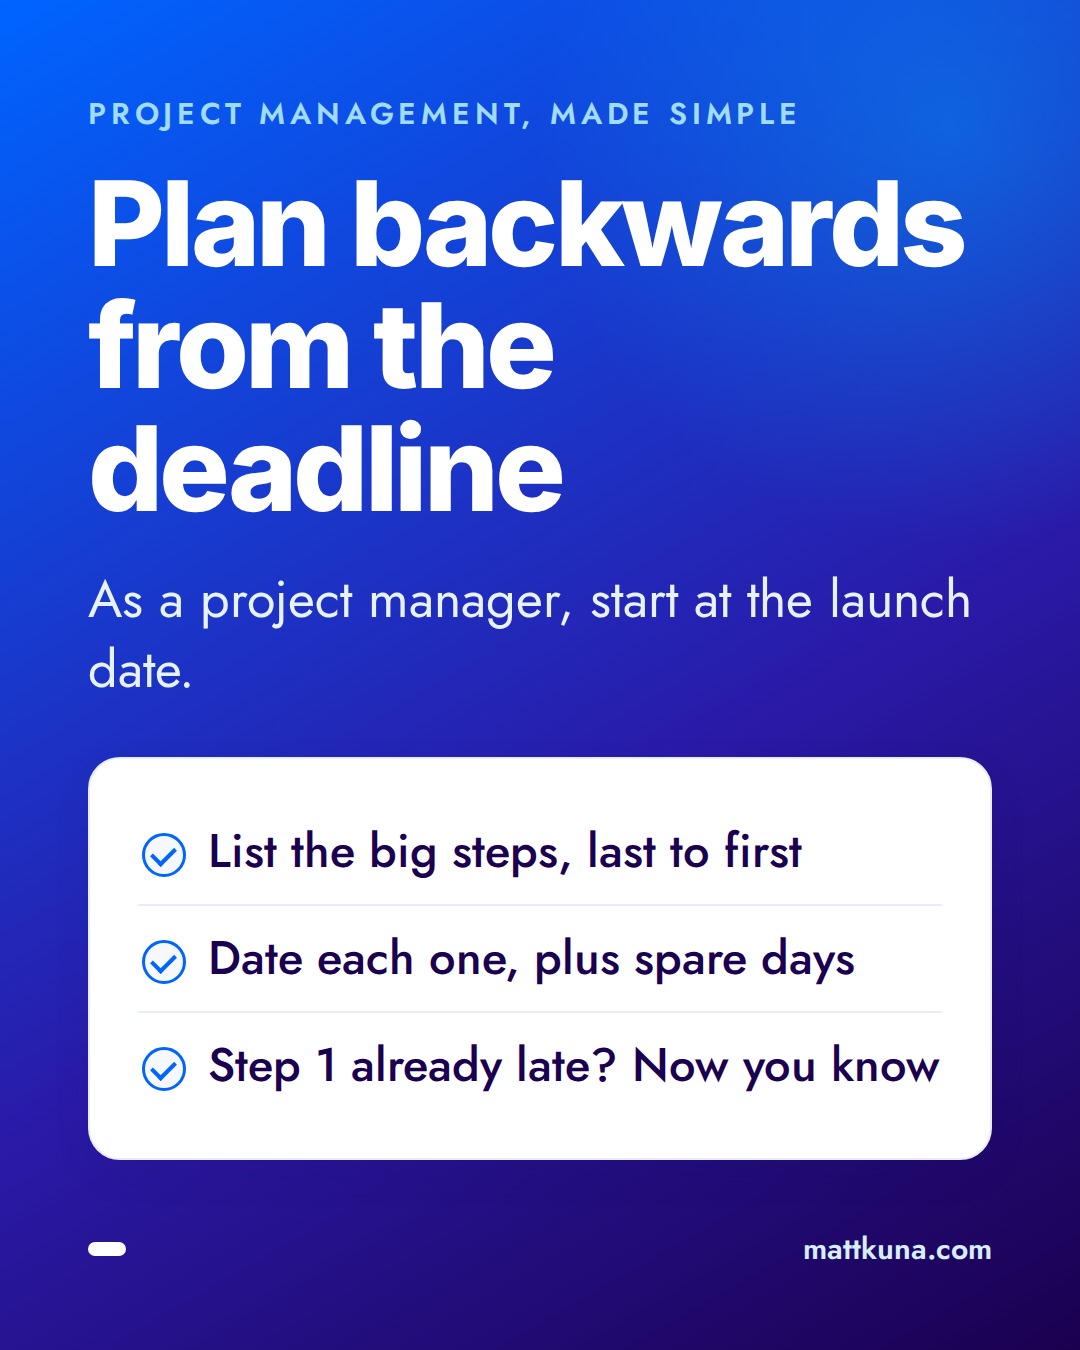 PROJECT MANAGEMENT, MADE SIMPLE
Plan backwards
from the
deadline
As a project manager, start at the launch
date.
List the big steps, last to first
Date each one, plus spare days
Step 1 already late? Now you know
mattkuna.com